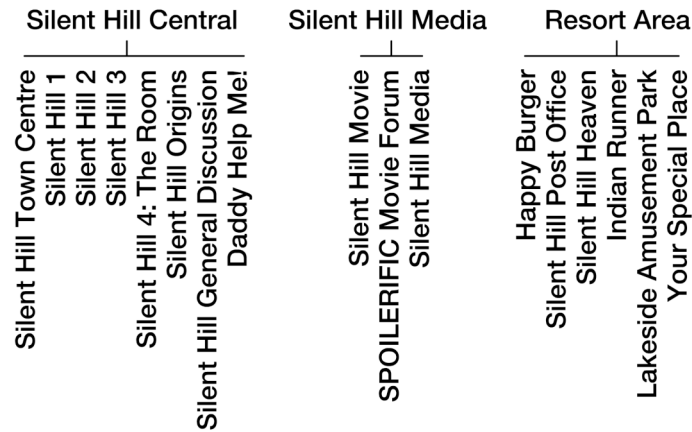 Silent Hill Central
Silent Hill Town Centre
Silent Hill 1
Silent Hill 2
Silent Hill 3
Silent Hill 4: The Room
Silent Hill Origins
Silent Hill General Discussion
Daddy Help Me!
Silent Hill Media
Silent Hill Movie
SPOILERIFIC Movie Forum
Silent Hill Media
Resort Area
Happy Burger
Silent Hill Post Office
Silent Hill Heaven
Indian Runner
Lakeside Amusement Park
Your Special Place